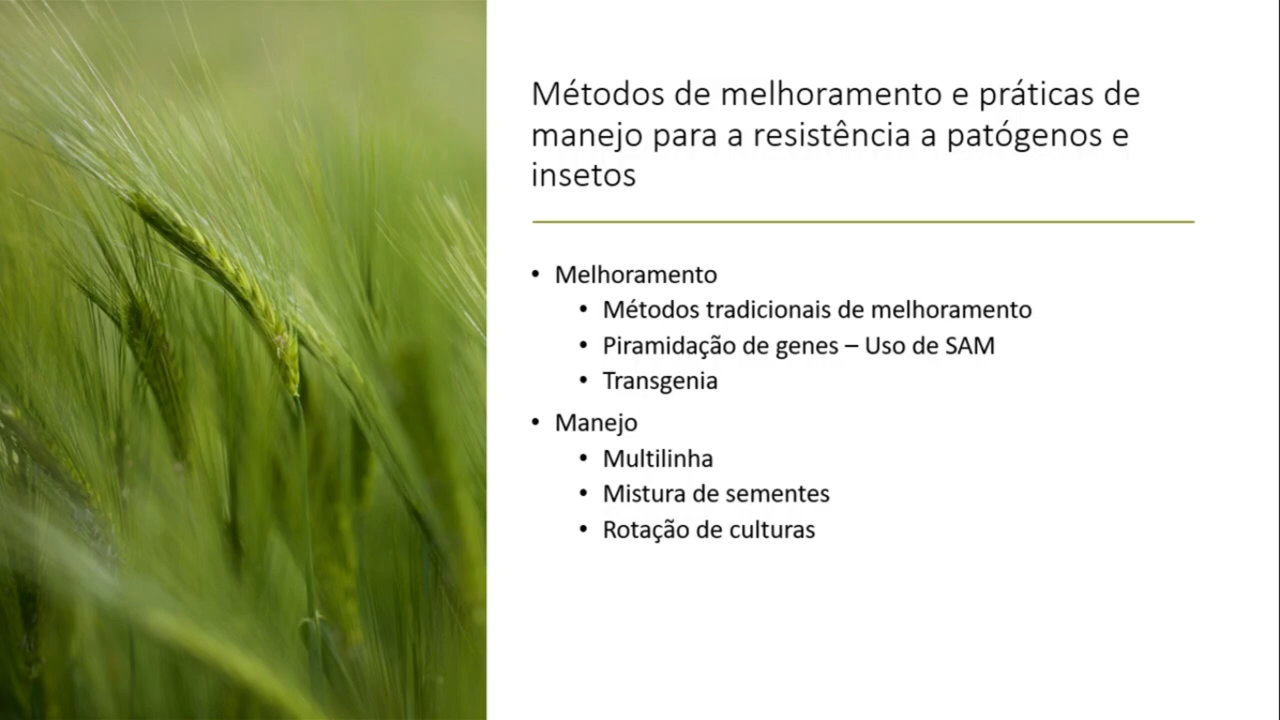 Métodos de melhoramento e práticas de
manejo para a resistência a patógenos e
insetos
• Melhoramento
• Métodos tradicionais de melhoramento
• Piramidação de genes – Uso de SAM
• Transgenia
• Manejo
• Multilinha
• Mistura de sementes
• Rotação de culturas